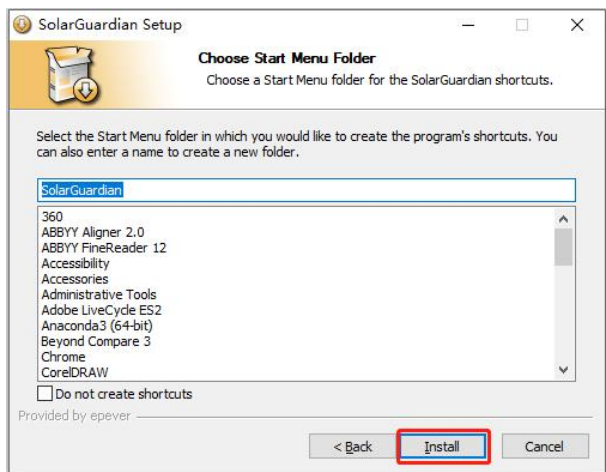 SolarGuardian Setup
Choose Start Menu Folder
Choose a Start Menu folder for the SolarGuardian shortcuts.
Select the Start Menu folder in which you would like to create the program's shortcuts. You
can also enter a name to create a new folder.
SolarGuardian
360
ABBYY Aligner 2.0
ABBYY FineReader 12
Accessibility
Accessories
Administrative Tools
Adobe LiveCycle ES2
Anaconda3 (64-bit)
Beyond Compare 3
Chrome
CorelDRAW
Do not create shortcuts
Provided by epever
< Back Install Cancel